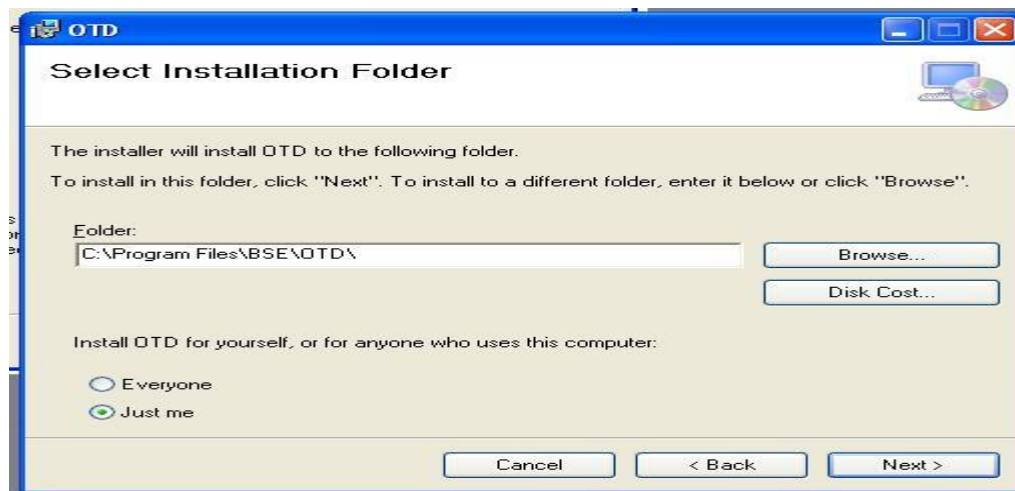 OTD
Select Installation Folder
The installer will install OTD to the following folder.
To install in this folder, click "Next". To install to a different folder, enter it below or click "Browse".
Folder:
C:\Program Files\BSE\OTD\
Browse...
Disk Cost...
Install OTD for yourself, or for anyone who uses this computer:
Everyone
Just me
Cancel
< Back
Next >